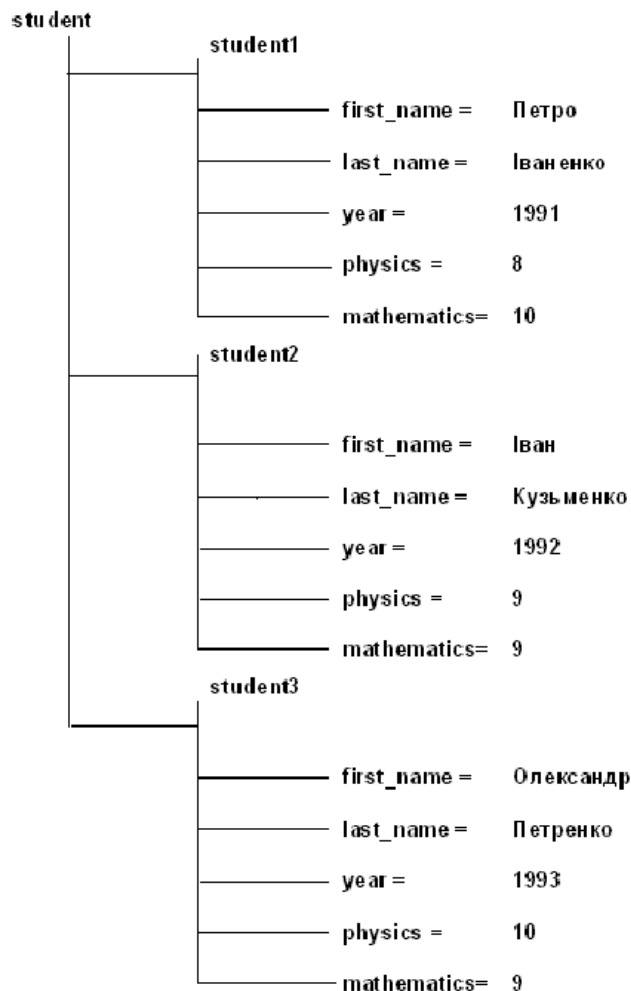 student
student1
first_name = Петро
last_name = Іваненко
year = 1991
physics = 8
mathematics= 10
student2
first_name = Іван
last_name = Кузьменко
year = 1992
physics = 9
mathematics= 9
student3
first_name = Олександр
last_name = Петренко
year = 1993
physics = 10
mathematics= 9